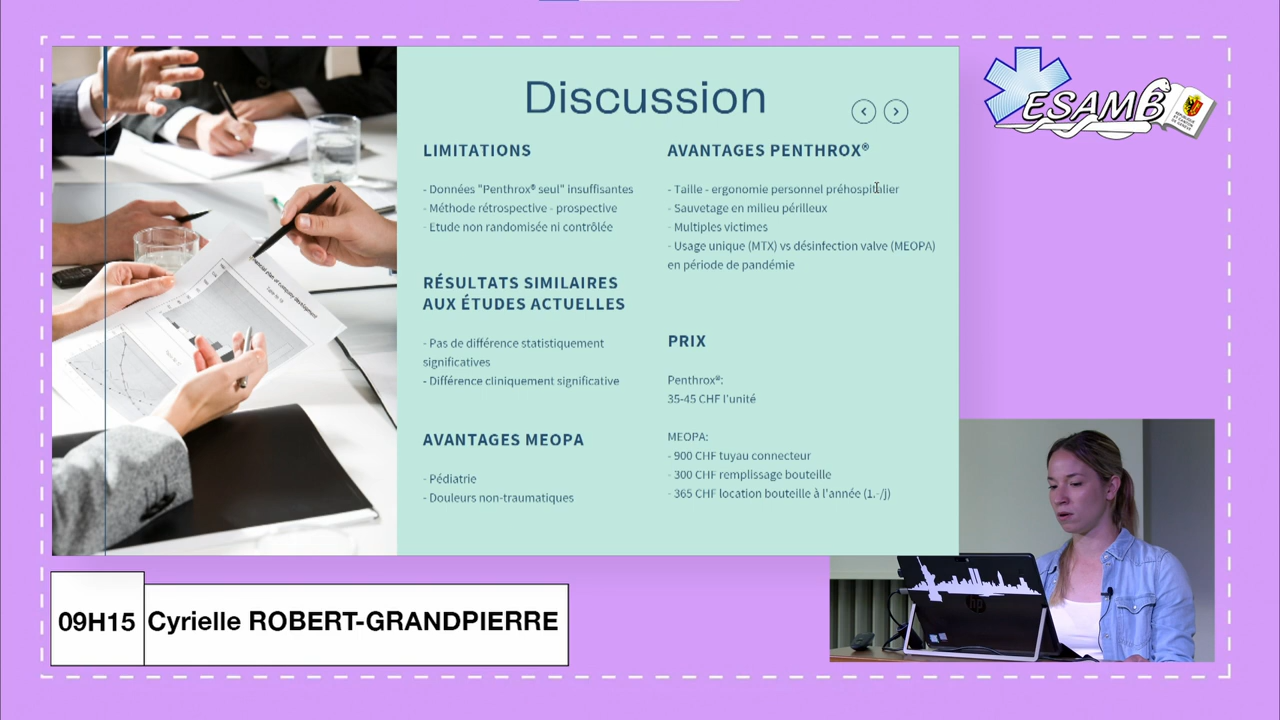 Discussion
LIMITATIONS
- Données "Penthrox® seul" insuffisantes
- Méthode rétrospective - prospective
- Etude non randomisée ni contrôlée
RÉSULTATS SIMILAIRES
AUX ÉTUDES ACTUELLES
- Pas de différence statistiquement
significatives
- Différence cliniquement significative
AVANTAGES MEOPA
- Pédiatrie
- Douleurs non-traumatiques
AVANTAGES PENTHROX®
- Taille - ergonomie personnel préhospitalier
- Sauvetage en milieu périlleux
- Multiples victimes
- Usage unique (MTX) vs désinfection valve (MEOPA)
en période de pandémie
PRIX
Penthrox®:
35-45 CHF l'unité
MEOPA:
- 900 CHF tuyau connecteur
- 300 CHF remplissage bouteille
- 365 CHF location bouteille à l'année (1.-/j)
ESAMB
hp
09H15 Cyrielle ROBERT-GRANDPIERRE